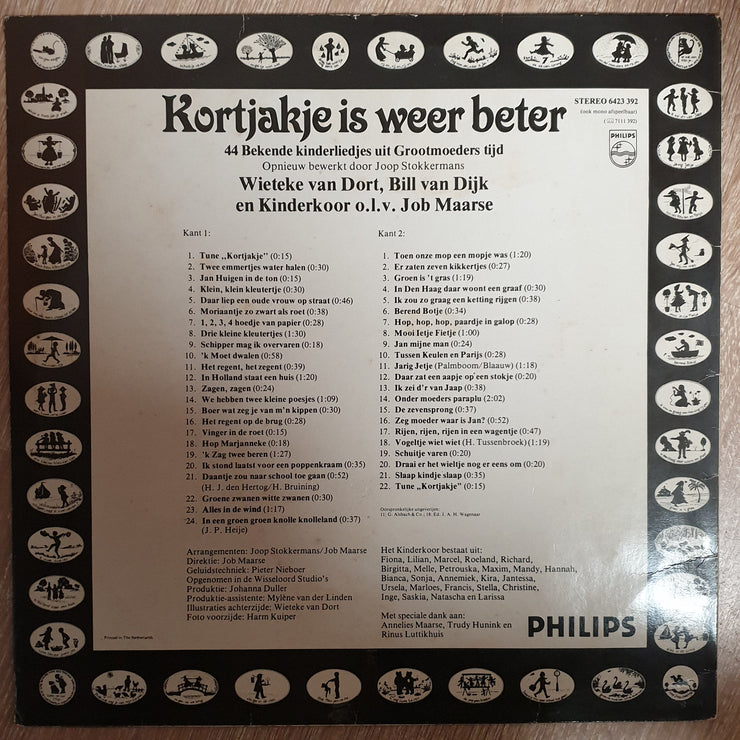 Kortjakje is weer beter
STEREO 6423 392
(ook mono afspeelbaar)
7111 392)
PHILIPS
44 Bekende kinderliedjes uit Grootmoeders tijd
Opnieuw bewerkt door Joop Stokkermans
Wieteke van Dort, Bill van Dijk
en Kinderkoor o.l.v. Job Maarse
Kant 1:
1. Tune ,,Kortjakje" (0:15)
2. Twee emmertjes water halen (0:30)
3. Jan Huigen in de ton (0:15)
4. Klein, klein kleutertje (0:30)
5. Daar liep een oude vrouw op straat (0:46)
6. Moriaantje zo zwart als roet (0:38)
7. 1, 2, 3, 4 hoedje van papier (0:28)
8. Drie kleine kleutertjes (1:30)
9. Schipper mag ik overvaren (0:18)
10. 'k Moet dwalen (0:58)
11. Het regent, het zegent (0:39)
12. In Holland staat een huis (1:20)
13. Zagen, zagen (0:24)
14. We hebben twee kleine poesjes (1:09)
15. Boer wat zeg je van m'n kippen (0:30)
16. Het regent op de brug (0:28)
17. Vinger in de roet (0:15)
18. Hop Marjanneke (0:18)
19. 'k Zag twee beren (1:27)
20. Ik stond laatst voor een poppenkraam (0:35)
21. Daantje zou naar school toe gaan (0:52)
(H. J. den Hertog/H. Bruining)
22. Groene zwanen witte zwanen (0:30)
23. Alles in de wind (1:17)
24. In een groen groen knolle knolleland (0:37)
(J. P. Heije)
Kant 2:
1. Toen onze mop een mopje was (1:20)
2. Er zaten zeven kikkertjes (0:27)
3. Groen is 't gras (1:19)
4. In Den Haag daar woont een graaf (0:30)
5. Ik zou zo graag een ketting rijgen (0:38)
6. Berend Botje (0:34)
7. Hop, hop, hop, paardje in galop (0:28)
8. Mooi Ietje Fietje (1:00)
9. Jan mijne man (0:24)
10. Tussen Keulen en Parijs (0:28)
11. Jarig Jetje (Palmboom/Blaauw) (1:18)
12. Daar zat een aapje op een stokje (0:20)
13. Ik zei d'r van Jaap (0:38)
14. Onder moeders paraplu (2:02)
15. De zevensprong (0:37)
16. Zeg moeder waar is Jan? (0:52)
17. Rijen, rijen, rijen in een wagentje (0:47)
18. Vogeltje wiet wiet (H. Tussenbroek) (1:19)
19. Schuitje varen (0:20)
20. Draai er het wieltje nog er eens om (0:20)
21. Slaap kindje slaap (0:35)
22. Tune „Kortjakje" (0:15)
Oorspronkelijke uitgeverijen:
11: G. Alsbach & Co.; 18: Ed. J. A. H. Wagenaar
Arrangementen: Joop Stokkermans/Job Maarse
Direktie: Job Maarse
Geluidstechniek: Pieter Nieboer
Opgenomen in de Wisseloord Studio's
Produktie: Johanna Duller
Produktie-assistente: Mylène van der Linden
Illustraties achterzijde: Wieteke van Dort
Foto voorzijde: Harm Kuiper
Het Kinderkoor bestaat uit:
Fiona, Lilian, Marcel, Roeland, Richard,
Birgitta, Melle, Petrouska, Maxim, Mandy, Hannah,
Bianca, Sonja, Annemiek, Kira, Jantessa,
Ursela, Marloes, Francis, Stella, Christine,
Inge, Saskia, Natascha en Larissa
Met speciale dank aan:
Annelies Maarse, Trudy Hunink en
Rinus Luttikhuis
PHILIPS
Printed in The Netherlands